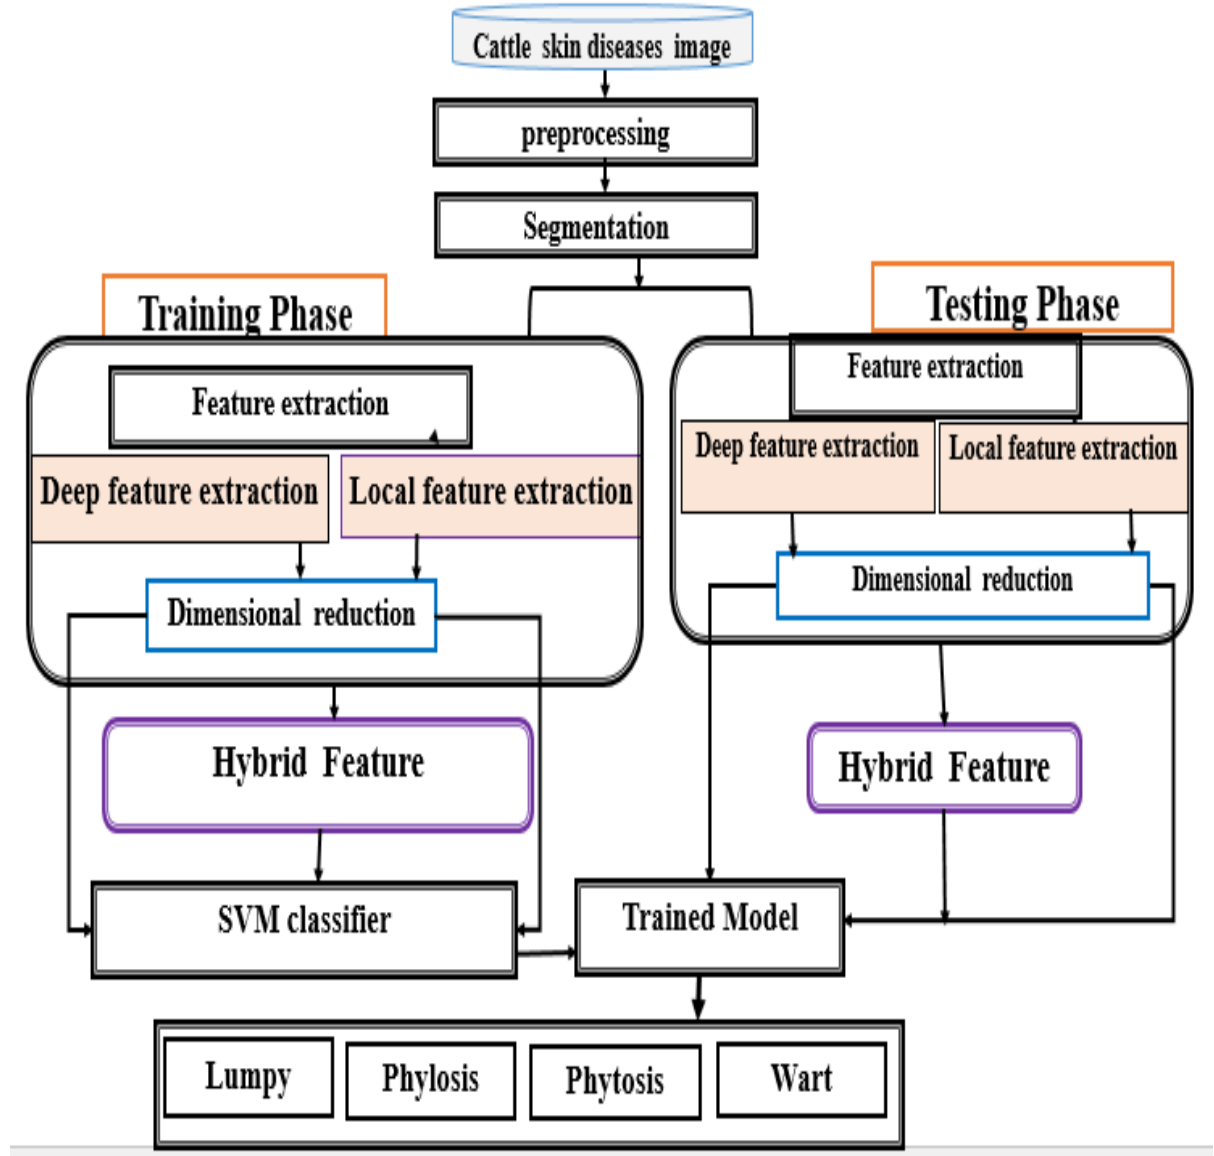 Cattle skin diseases image
preprocessing
Segmentation
Training Phase
Feature extraction
Deep feature extraction
Local feature extraction
Dimensional reduction
Hybrid Feature
SVM classifier
Testing Phase
Feature extraction
Deep feature extraction
Local feature extraction
Dimensional reduction
Hybrid Feature
Trained Model
Lumpy
Phylosis
Phytosis
Wart